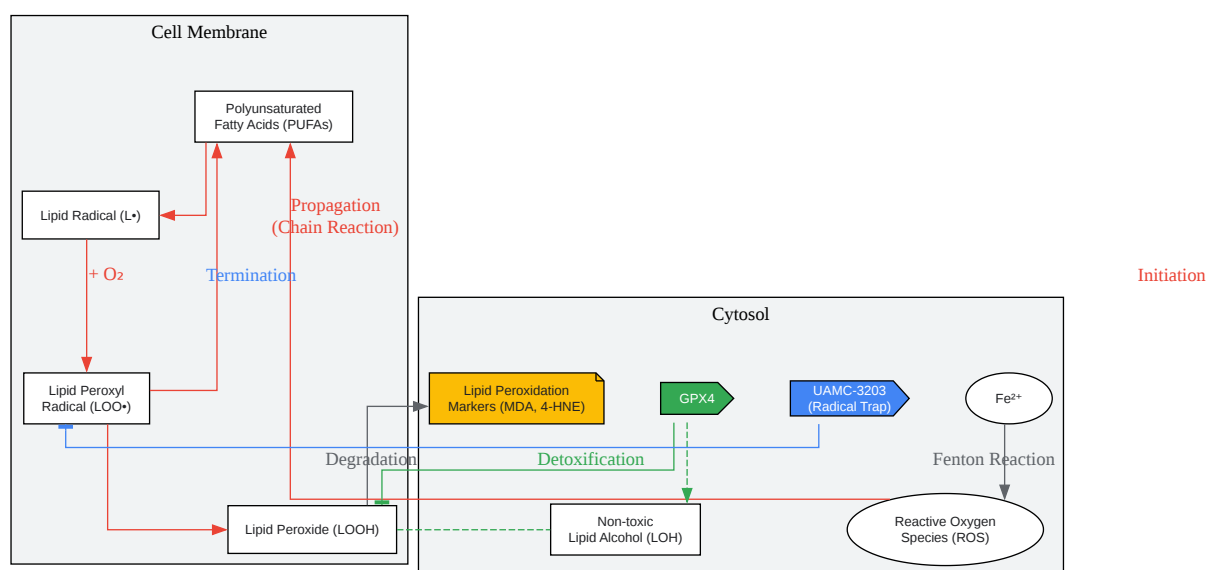 Cell Membrane
Polyunsaturated
Fatty Acids (PUFAs)
Lipid Radical (L•)
Propagation
(Chain Reaction)
+ O₂
Termination
Initiation
Cytosol
Lipid Peroxyl
Radical (LOO•)
Lipid Peroxidation
Markers (MDA, 4-HNE)
GPX4
UAMC-3203
(Radical Trap)
Fe²⁺
Degradation
Detoxification
Fenton Reaction
Lipid Peroxide (LOOH)
Non-toxic
Lipid Alcohol (LOH)
Reactive Oxygen
Species (ROS)